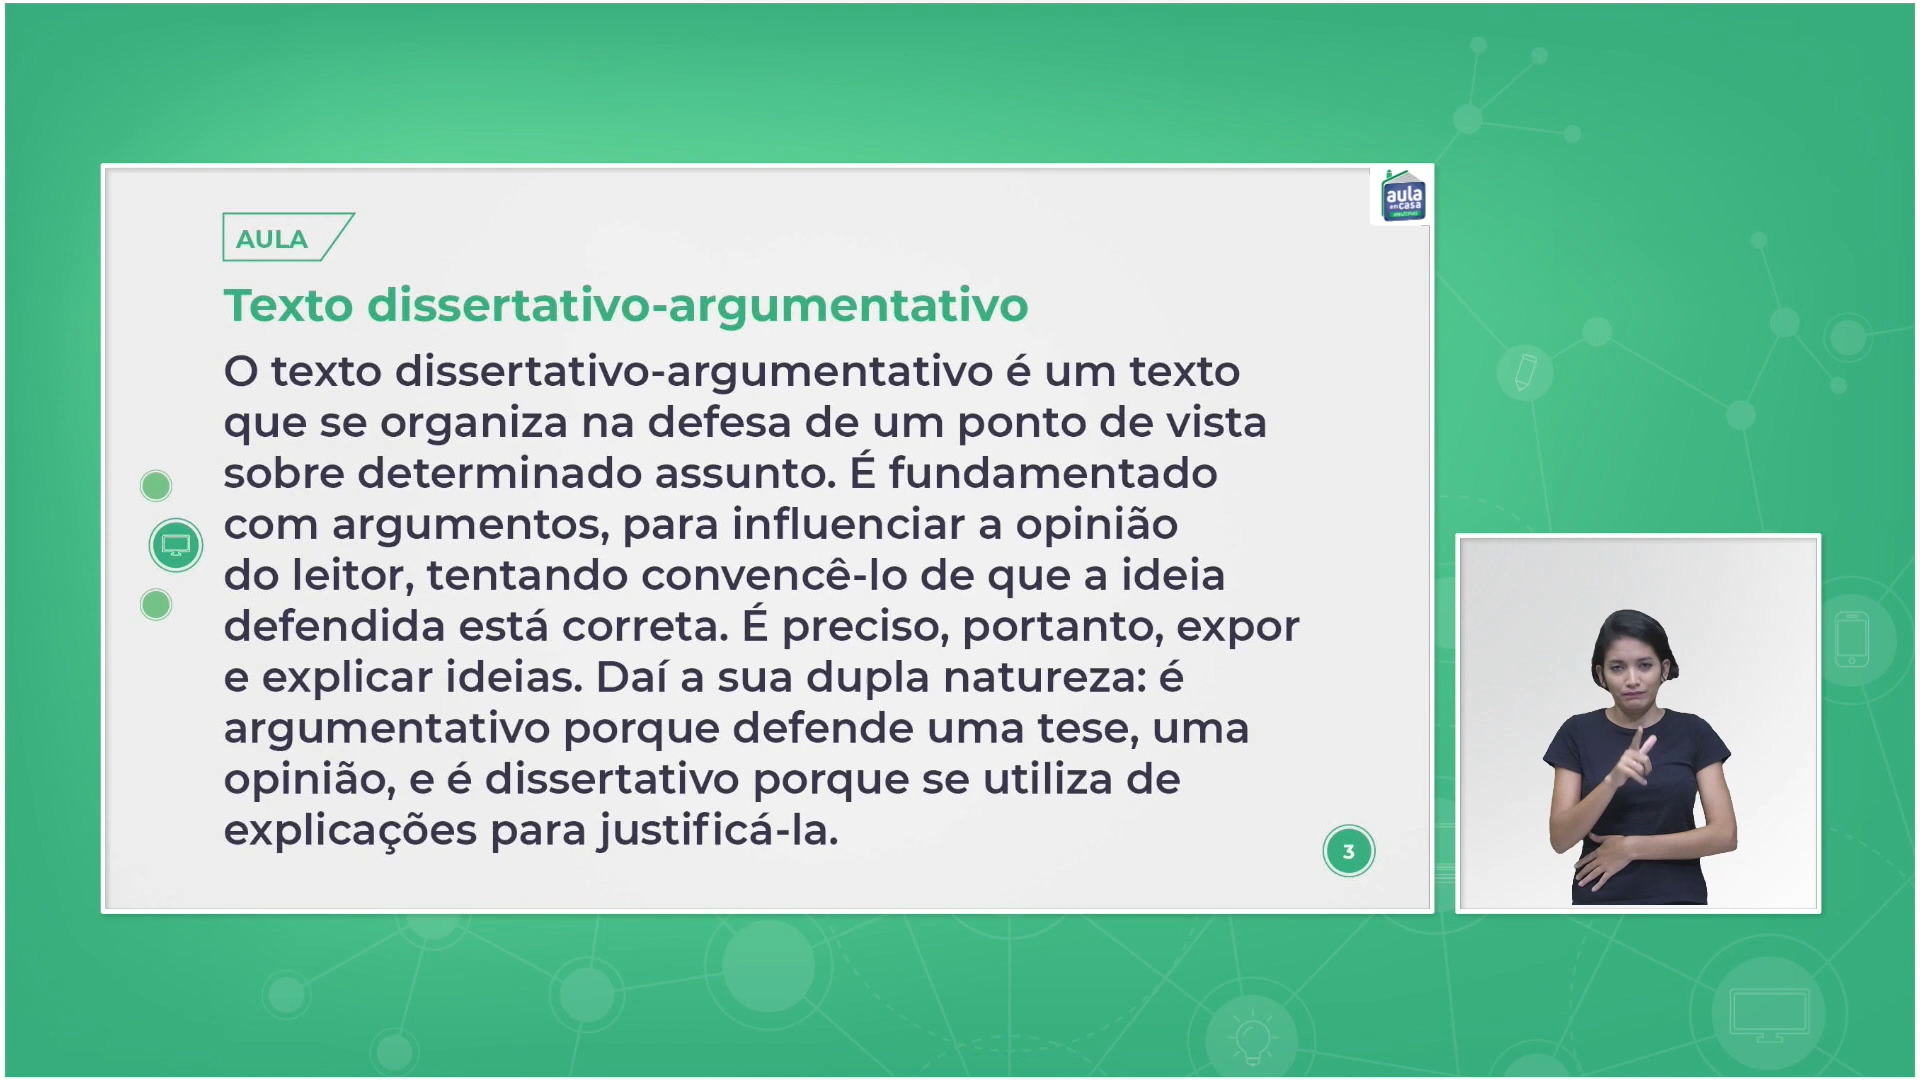 aula
em casa
AULA
Texto dissertativo-argumentativo
O texto dissertativo-argumentativo é um texto
que se organiza na defesa de um ponto de vista
sobre determinado assunto. É fundamentado
com argumentos, para influenciar a opinião
do leitor, tentando convencê-lo de que a ideia
defendida está correta. É preciso, portanto, expor
e explicar ideias. Daí a sua dupla natureza: é
argumentativo porque defende uma tese, uma
opinião, e é dissertativo porque se utiliza de
explicações para justificá-la.
3